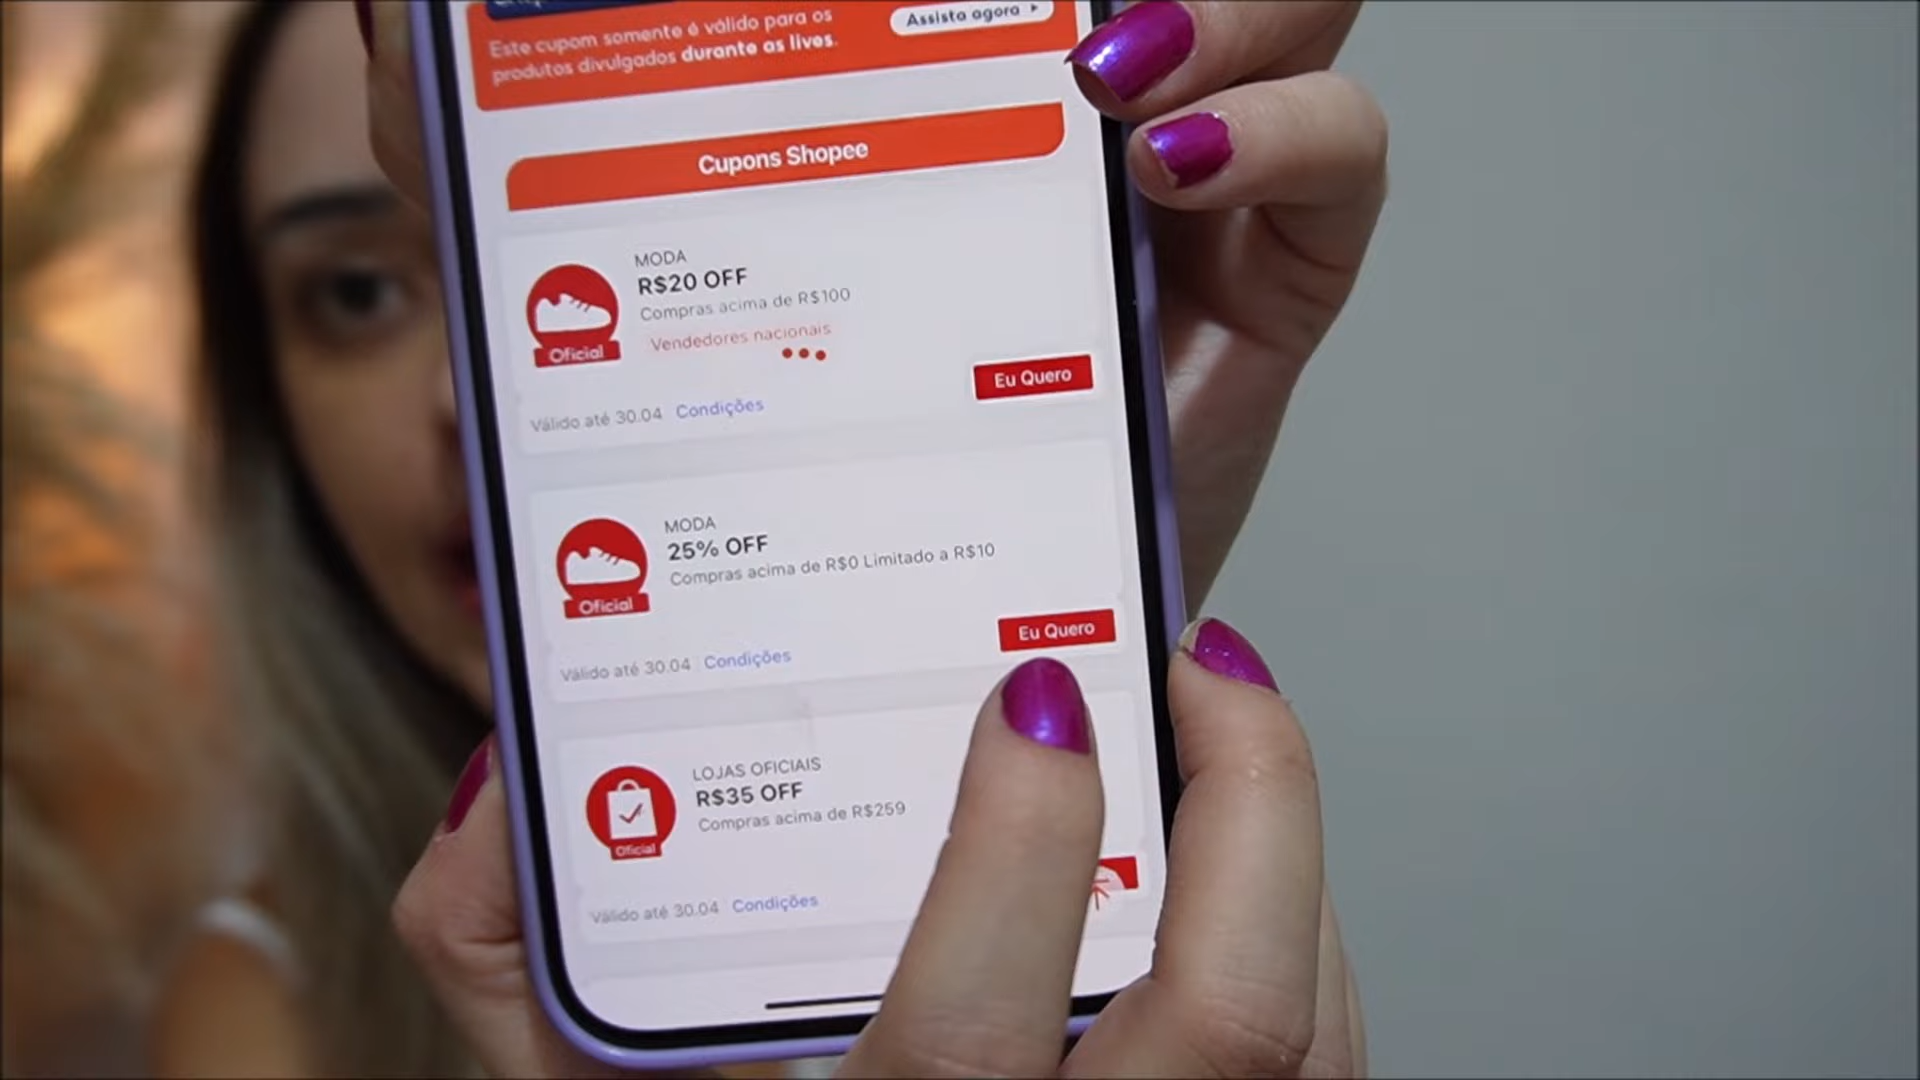 Este cupom somente é válido para os
produtos divulgados durante as lives.
Assista agora
Cupons Shopee
MODA
R$20 OFF
Compras acima de R$100
Vendedores nacionais
Oficial
Eu Quero
Válido até 30.04 Condições
MODA
25% OFF
Compras acima de R$0 Limitado a R$10
Oficial
Eu Quero
Válido até 30.04 Condições
LOJAS OFICIAIS
R$35 OFF
Compras acima de R$259
Oficial
Válido até 30.04 Condições